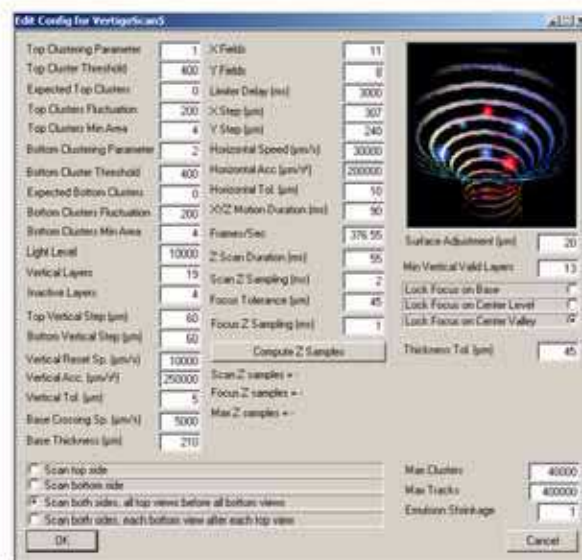 Edit Config for VertigoScan5
Top Clustering Parameter 1
Top Cluster Threshold 400
Expected Top Clusters 0
Top Clusters Fluctuation 200
Top Clusters Min Area 4
Bottom Clustering Parameter 2
Bottom Cluster Threshold 400
Expected Bottom Clusters 0
Bottom Clusters Fluctuation 200
Bottom Clusters Min Area 4
Light Level 10000
Vertical Layers 19
Inactive Layers 4
Top Vertical Step (µm) 60
Bottom Vertical Step (µm) 60
Vertical Reset Sp. (µm/s) 10000
Vertical Acc. (µm/s²) 250000
Vertical Tol. (µm) 5
Base Crossing Sp. (µm/s) 5000
Base Thickness (µm) 210
X Fields 11
Y Fields 8
Limiter Delay (ms) 3000
X Step (µm) 307
Y Step (µm) 240
Horizontal Speed (µm/s) 30000
Horizontal Acc (µm/s²) 200000
Horizontal Tol. (µm) 10
XYZ Motion Duration (ms) 90
Frames/Sec 376.55
Z Scan Duration (ms) 55
Scan Z Sampling (ms) 2
Focus Tolerance (µm) 45
Focus Z Sampling (ms) 1
Compute Z Samples
Scan Z samples = -
Focus Z samples = -
Max Z samples = -
Surface Adjustment (µm) 20
Min Vertical Valid Layers 13
Lock Focus on Base
Lock Focus on Center Level
Lock Focus on Center Valley
Thickness Tol. (µm) 45
Scan top side
Scan bottom side
Scan both sides, all top views before all bottom views
Scan both sides, each bottom view after each top view
Max Clusters 40000
Max Tracks 400000
Emulsion Shrinkage 1
OK
Cancel